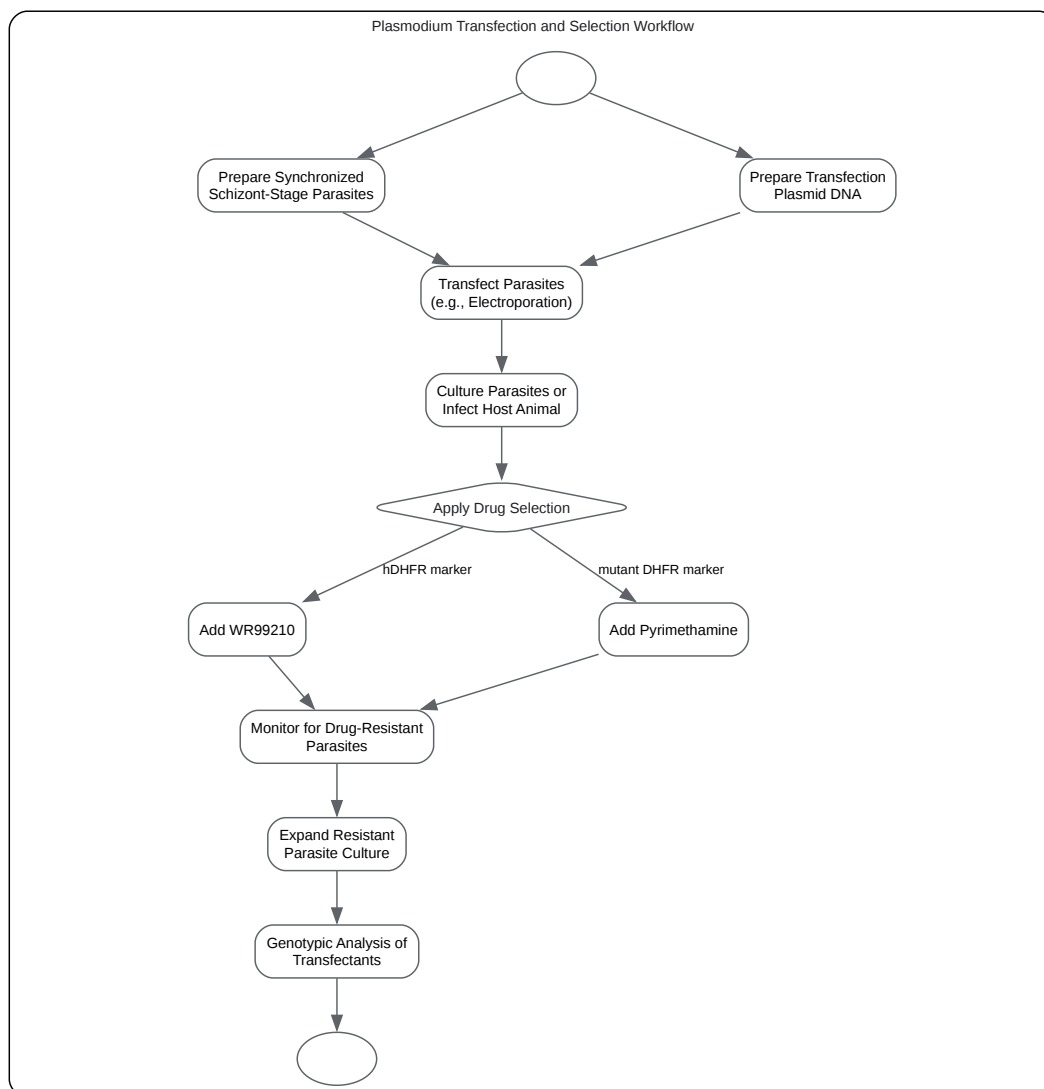 Plasmodium Transfection and Selection Workflow
Prepare Synchronized
Schizont-Stage Parasites
Prepare Transfection
Plasmid DNA
Transfect Parasites
(e.g., Electroporation)
Culture Parasites or
Infect Host Animal
Apply Drug Selection
hDHFR marker
mutant DHFR marker
Add WR99210
Add Pyrimethamine
Monitor for Drug-Resistant
Parasites
Expand Resistant
Parasite Culture
Genotypic Analysis of
Transfectants